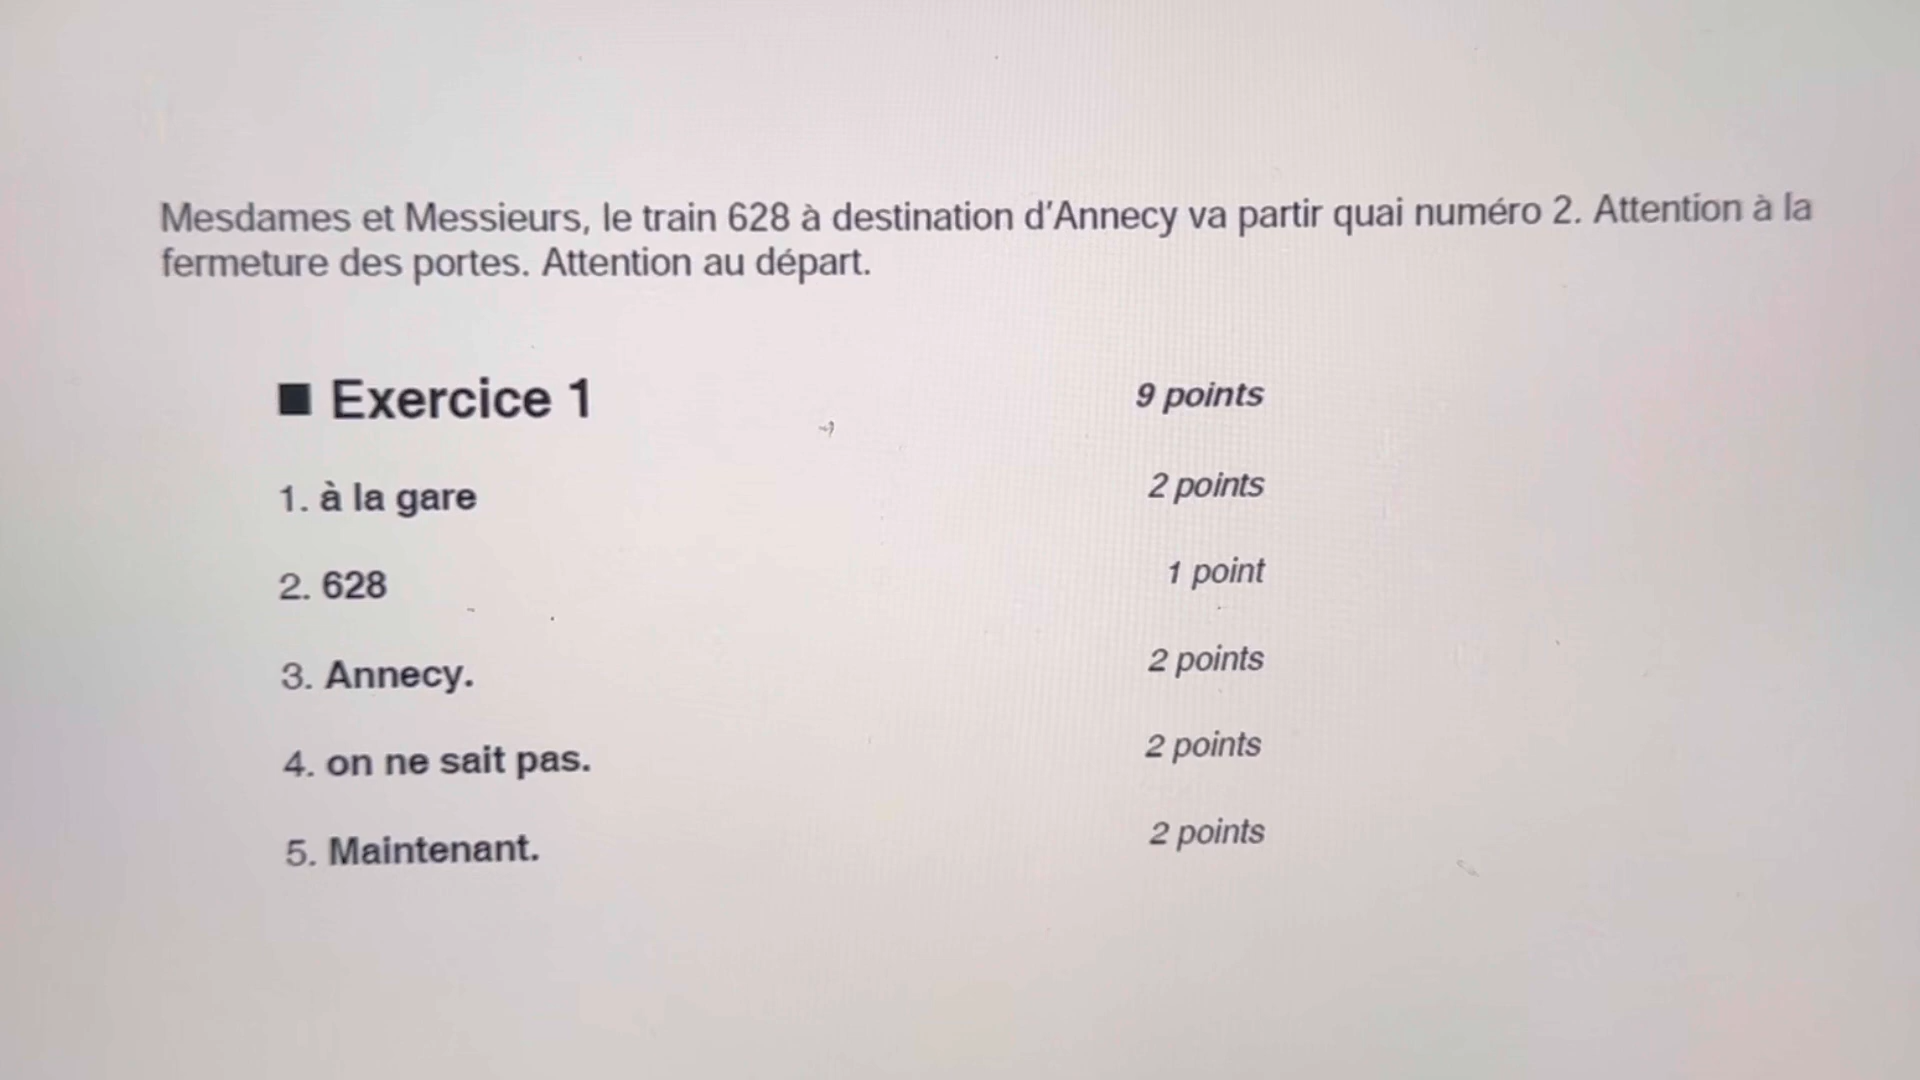 Mesdames et Messieurs, le train 628 à destination d'Annecy va partir quai numéro 2. Attention à la
fermeture des portes. Attention au départ.
■ Exercice 1 9 points
1. à la gare 2 points
2. 628 1 point
3. Annecy. 2 points
4. on ne sait pas. 2 points
5. Maintenant. 2 points